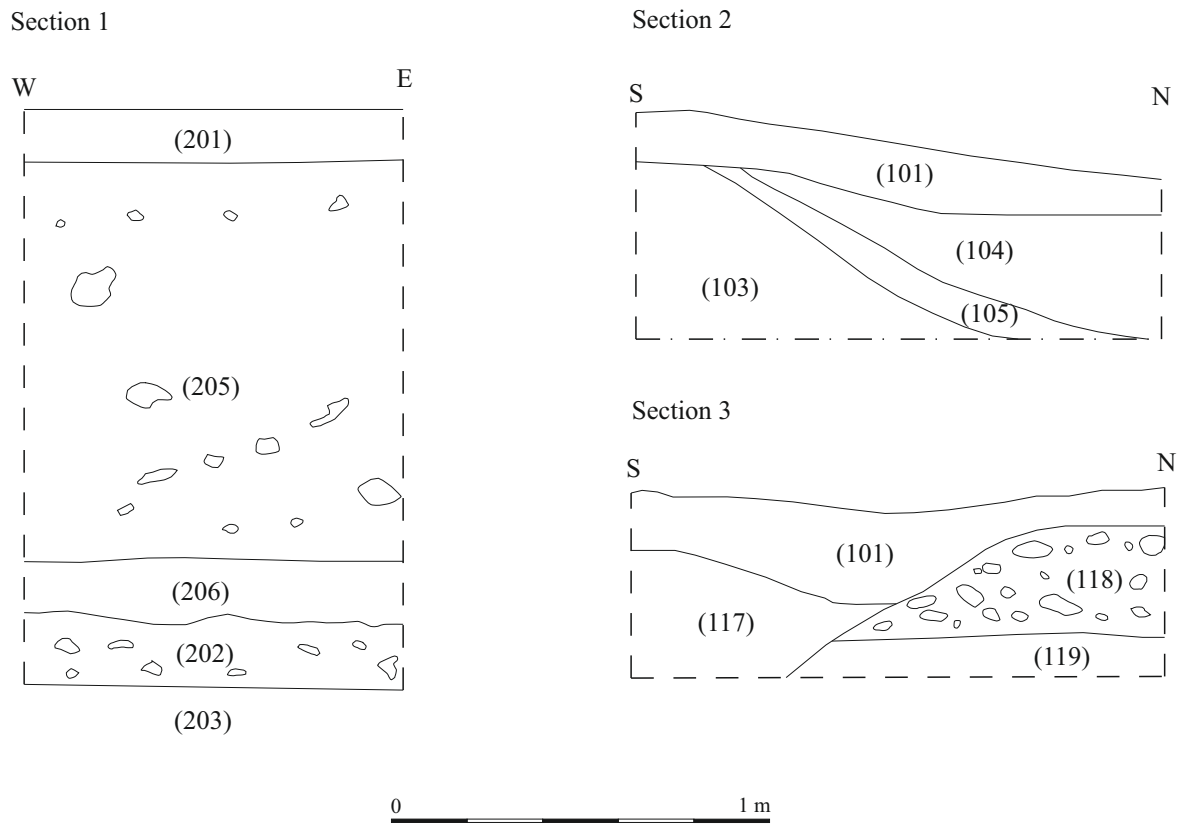 Section 1
W
E
(201)
(205)
(206)
(202)
(203)
Section 2
S
N
(101)
(104)
(103)
(105)
Section 3
S
N
(101)
(118)
(117)
(119)
0
1 m